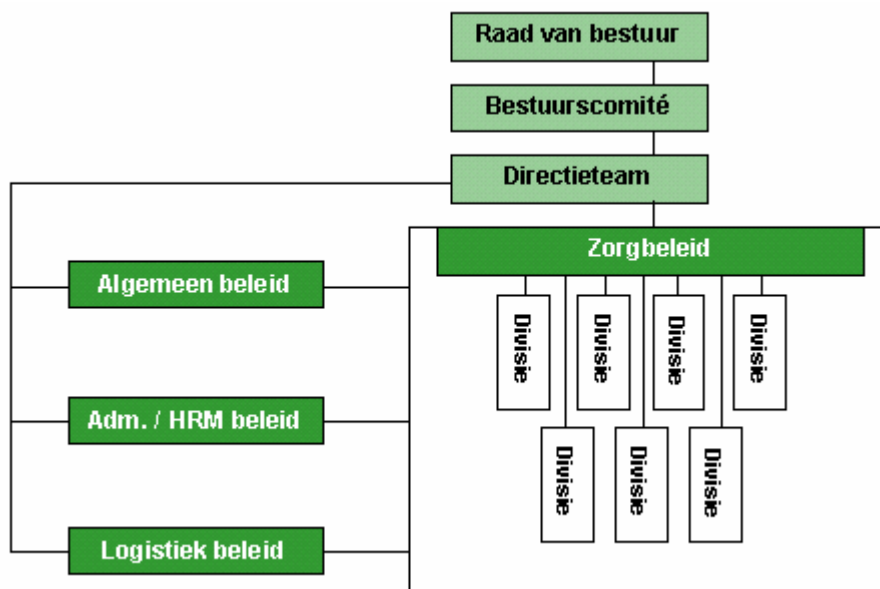 Raad van bestuur
Bestuurscomité
Directieteam
Zorgbeleid
Algemeen beleid
Adm. / HRM beleid
Logistiek beleid
Divisie
Divisie
Divisie
Divisie
Divisie
Divisie
Divisie